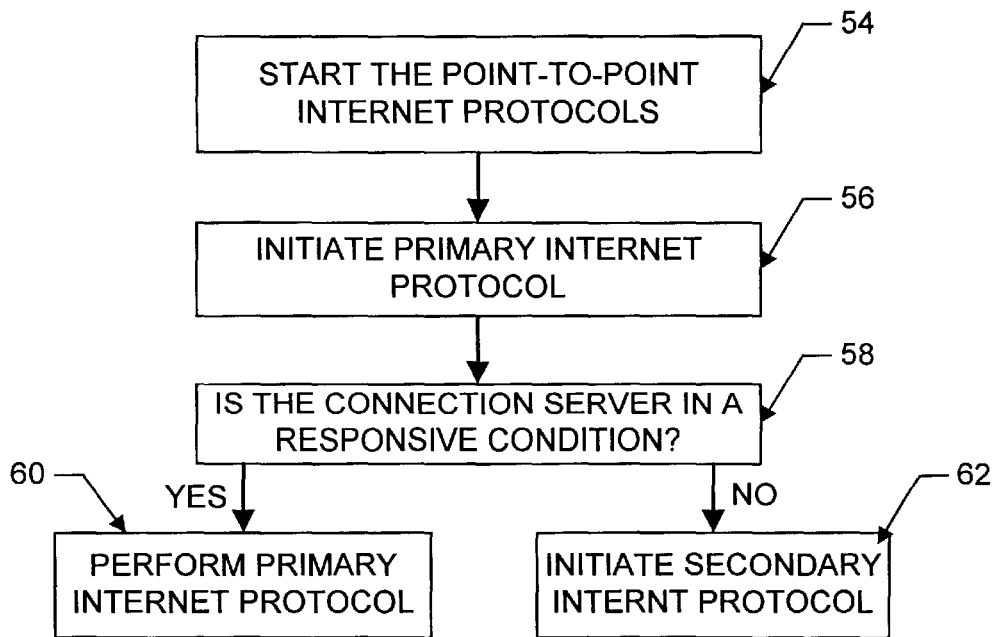 54
START THE POINT-TO-POINT
INTERNET PROTOCOLS
56
INITIATE PRIMARY INTERNET
PROTOCOL
58
IS THE CONNECTION SERVER IN A
RESPONSIVE CONDITION?
60
YES
NO
62
PERFORM PRIMARY
INTERNET PROTOCOL
INITIATE SECONDARY
INTERNT PROTOCOL